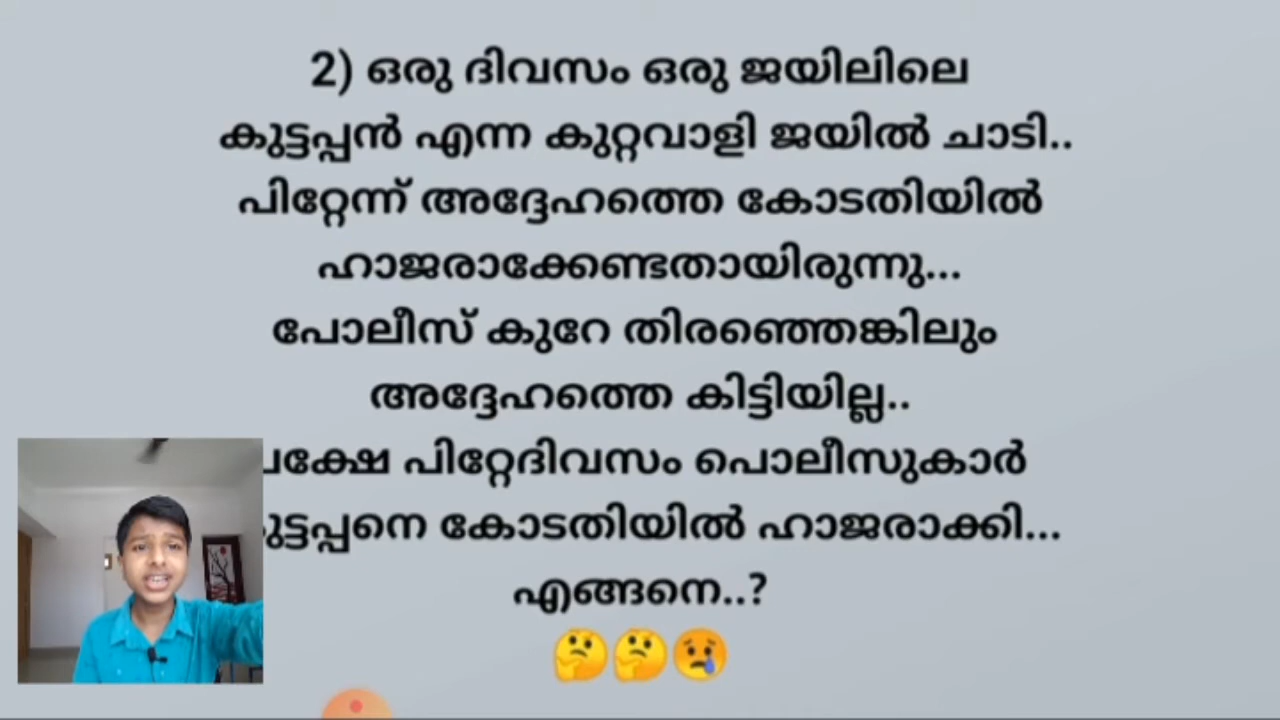 2) ഒരു ദിവസം ഒരു ജയിലിലെ
കുട്ടപ്പൻ എന്ന കുറ്റവാളി ജയിൽ ചാടി..
പിറ്റേന്ന് അദ്ദേഹത്തെ കോടതിയിൽ
ഹാജരാക്കേണ്ടതായിരുന്നു...
പോലീസ് കുറേ തിരഞ്ഞെങ്കിലും
അദ്ദേഹത്തെ കിട്ടിയില്ല..
പിറ്റേദിവസം പൊലീസുകാർ
കോടതിയിൽ ഹാജരാക്കി...
എങ്ങനെ..?